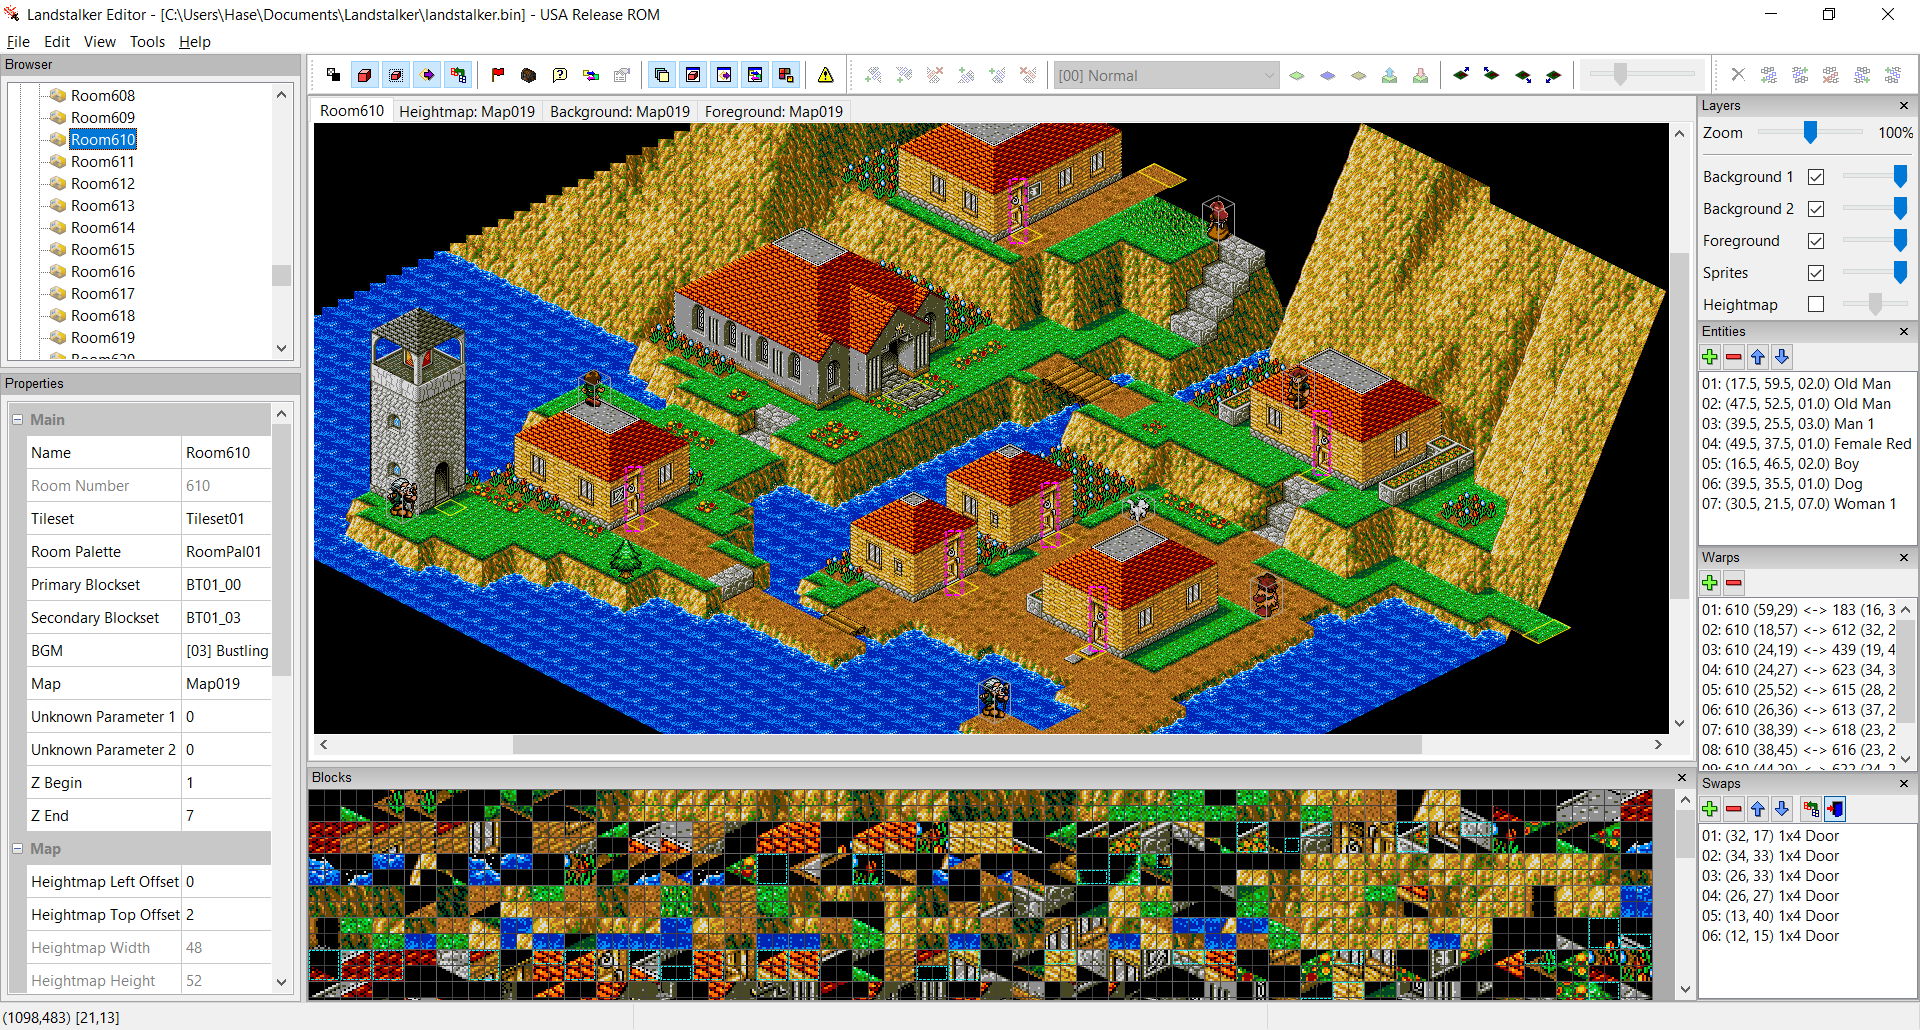 Landstalker Editor - [C:\Users\Hase\Documents\Landstalker\landstalker.bin] - USA Release ROM
File Edit View Tools Help
Browser
Room608
Room609
Room610
Room611
Room612
Room613
Room614
Room615
Room616
Room617
Room618
Room619
Properties
Main
Name Room610
Room Number 610
Tileset Tileset01
Room Palette RoomPal01
Primary Blockset BT01_00
Secondary Blockset BT01_03
BGM [03] Bustling
Map Map019
Unknown Parameter 1 0
Unknown Parameter 2 0
Z Begin 1
Z End 7
Map
Heightmap Left Offset 0
Heightmap Top Offset 2
Heightmap Width 48
Heightmap Height 52
[00] Normal
Room610 Heightmap: Map019 Background: Map019 Foreground: Map019
Blocks
Layers
Zoom 100%
Background 1
Background 2
Foreground
Sprites
Heightmap
Entities
01: (17.5, 59.5, 02.0) Old Man
02: (47.5, 52.5, 01.0) Old Man
03: (39.5, 25.5, 03.0) Man 1
04: (49.5, 37.5, 01.0) Female Red
05: (16.5, 46.5, 02.0) Boy
06: (39.5, 35.5, 01.0) Dog
07: (30.5, 21.5, 07.0) Woman 1
Warps
01: 610 (59,29) <-> 183 (16, 3
02: 610 (18,57) <-> 612 (32, 2
03: 610 (24,19) <-> 439 (19, 4
04: 610 (24,27) <-> 623 (34, 3
05: 610 (25,52) <-> 615 (28, 2
06: 610 (26,36) <-> 613 (37, 2
07: 610 (38,39) <-> 618 (23, 2
08: 610 (38,45) <-> 616 (23, 2
09: 610 (44,29) <-> 622 (24, 2
Swaps
01: (32, 17) 1x4 Door
02: (34, 33) 1x4 Door
03: (26, 33) 1x4 Door
04: (26, 27) 1x4 Door
05: (13, 40) 1x4 Door
06: (12, 15) 1x4 Door
(1098,483) [21,13]